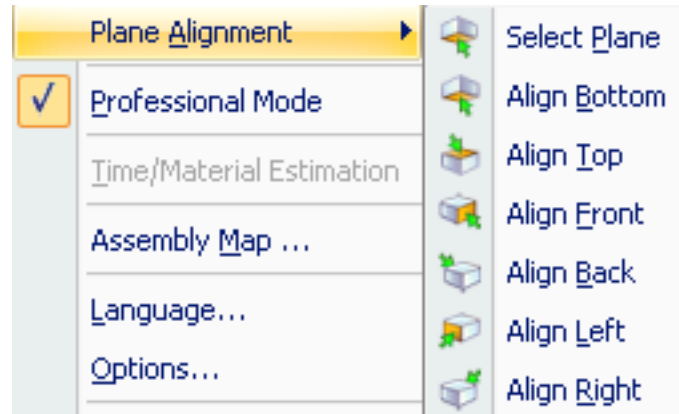 Plane Alignment
Professional Mode
Time/Material Estimation
Assembly Map ...
Language...
Options...
Select Plane
Align Bottom
Align Top
Align Front
Align Back
Align Left
Align Right